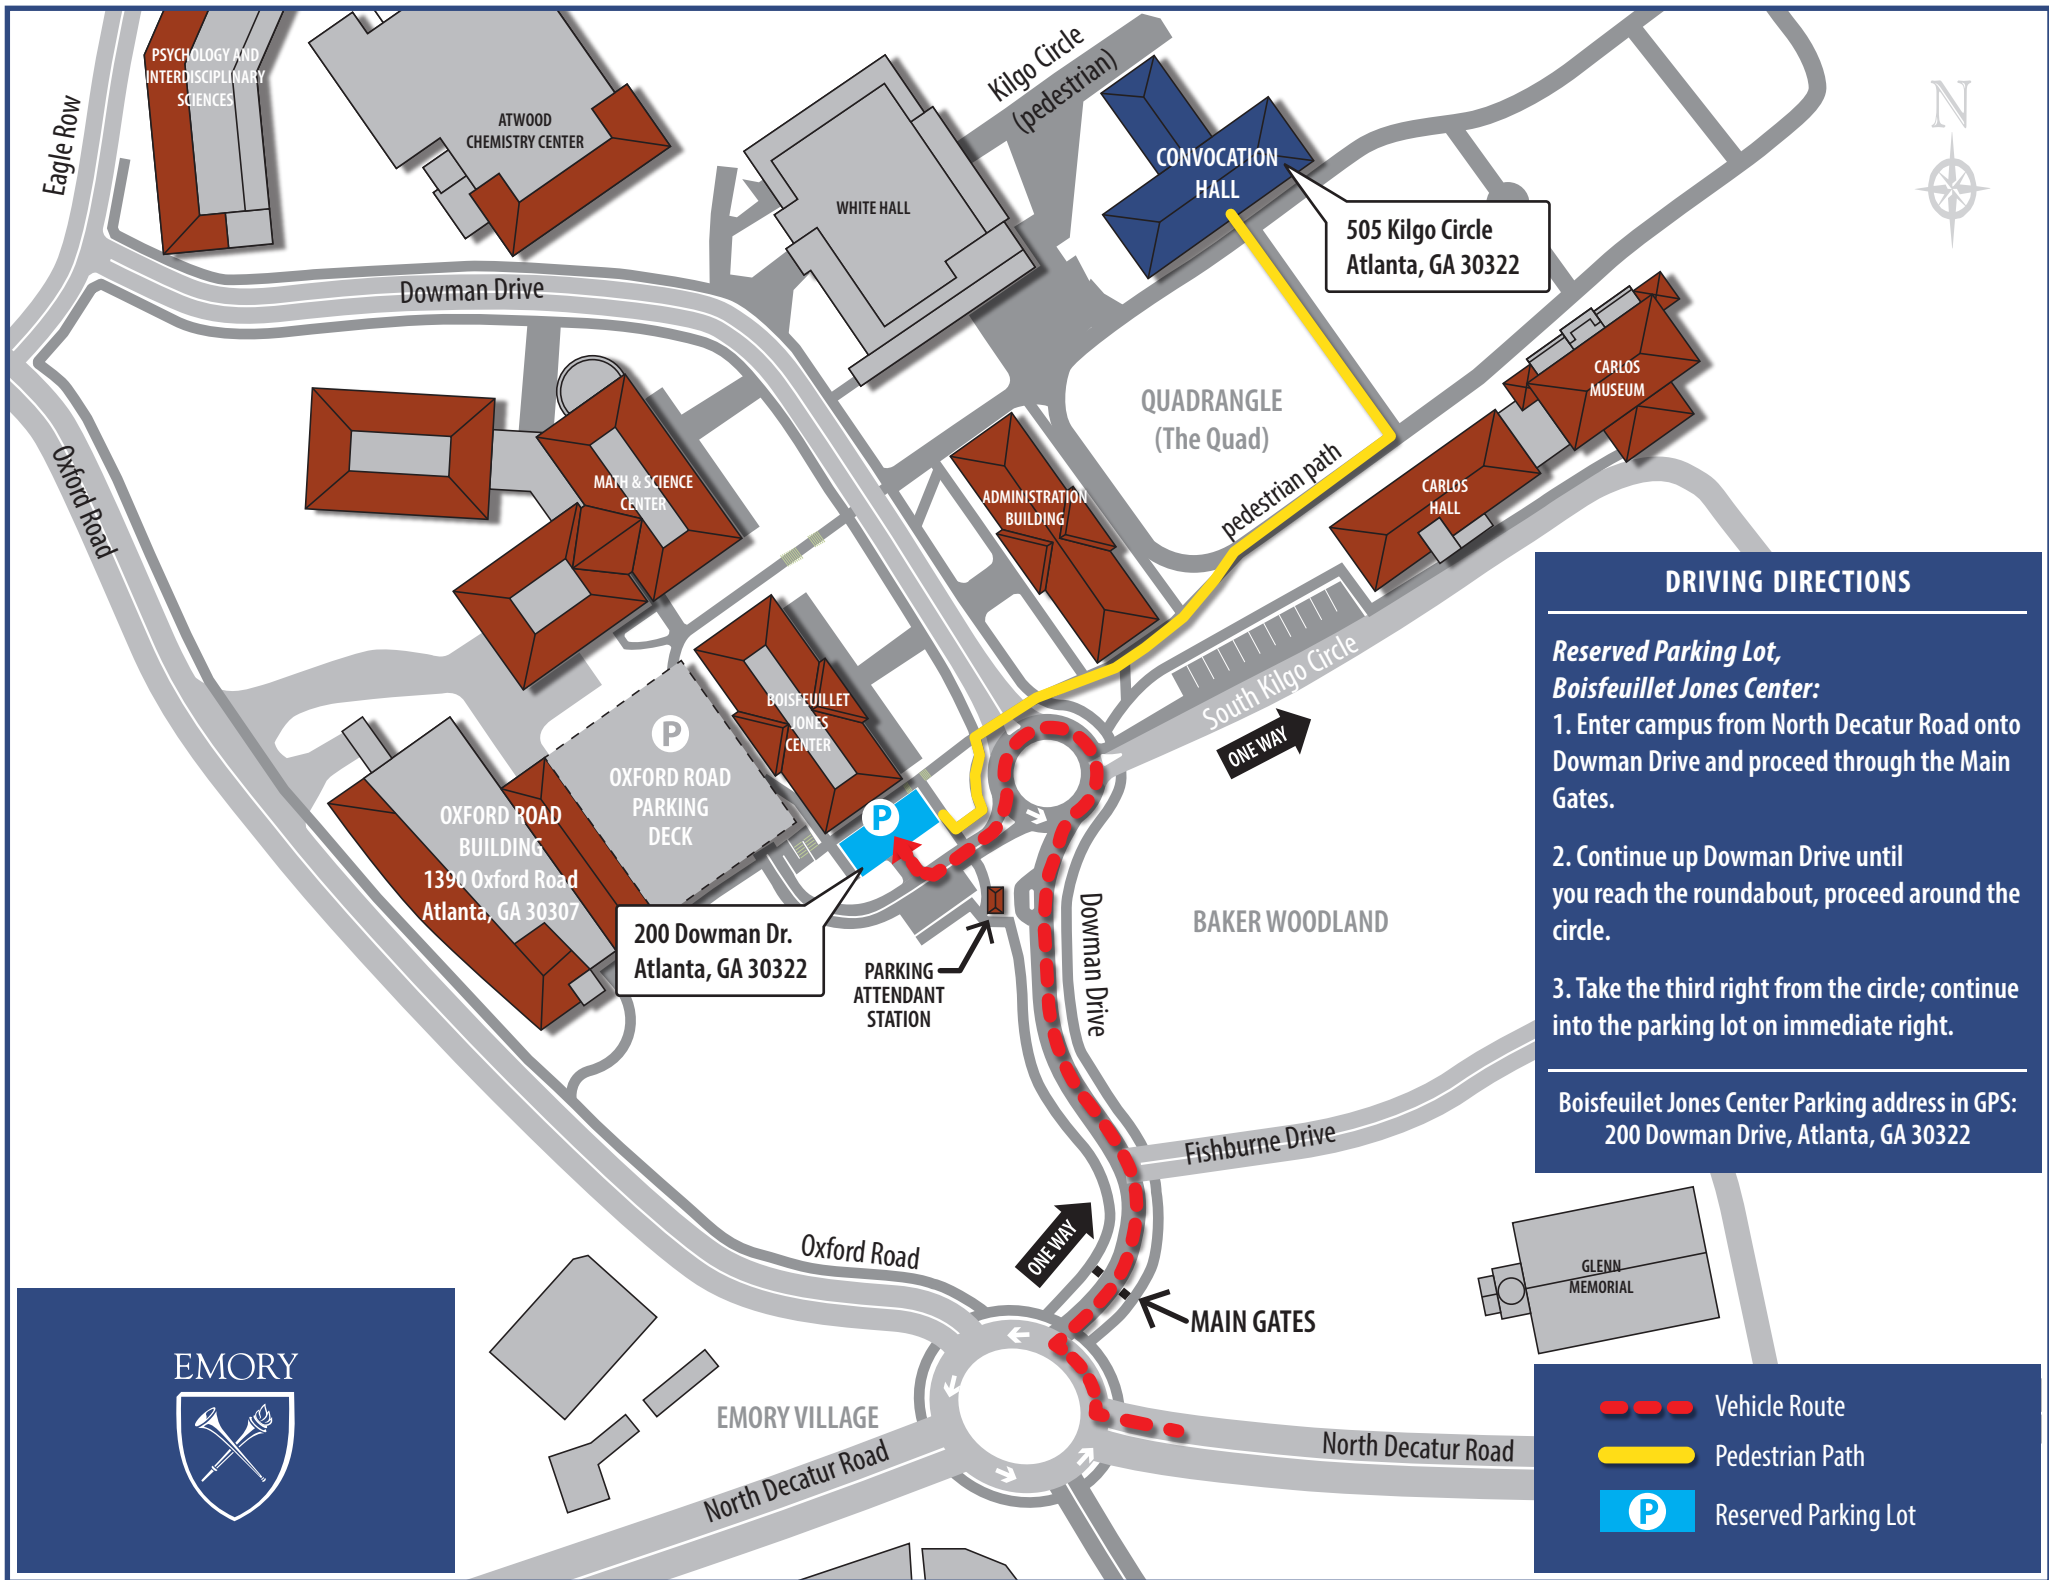 PSYCHOLOGY AND
INTERDISCIPLINARY
SCIENCES
ATWOOD
CHEMISTRY CENTER
Kilgo Circle
(pedestrian)
WHITE HALL
CONVOCATION
HALL
505 Kilgo Circle
Atlanta, GA 30322
N
Eagle Row
Dowman Drive
CARLOS
MUSEUM
QUADRANGLE
(The Quad)
pedestrian path
CARLOS
HALL
MATH & SCIENCE
CENTER
ADMINISTRATION
BUILDING
Oxford Road
South Kilgo Circle
ONE WAY
BOISFEUILLET
JONES
CENTER
P
OXFORD ROAD
PARKING
DECK
P
OXFORD ROAD
BUILDING
1390 Oxford Road
Atlanta, GA 30307
200 Dowman Dr.
Atlanta, GA 30322
PARKING
ATTENDANT
STATION
Dowman Drive
BAKER WOODLAND
DRIVING DIRECTIONS
Reserved Parking Lot,
Boisfeuillet Jones Center:
1. Enter campus from North Decatur Road onto
Dowman Drive and proceed through the Main
Gates.
2. Continue up Dowman Drive until
you reach the roundabout, proceed around the
circle.
3. Take the third right from the circle; continue
into the parking lot on immediate right.
Boisfeuilet Jones Center Parking address in GPS:
200 Dowman Drive, Atlanta, GA 30322
Fishburne Drive
ONE WAY
Oxford Road
MAIN GATES
GLENN
MEMORIAL
EMORY
EMORY VILLAGE
North Decatur Road
North Decatur Road
Vehicle Route
Pedestrian Path
P
Reserved Parking Lot